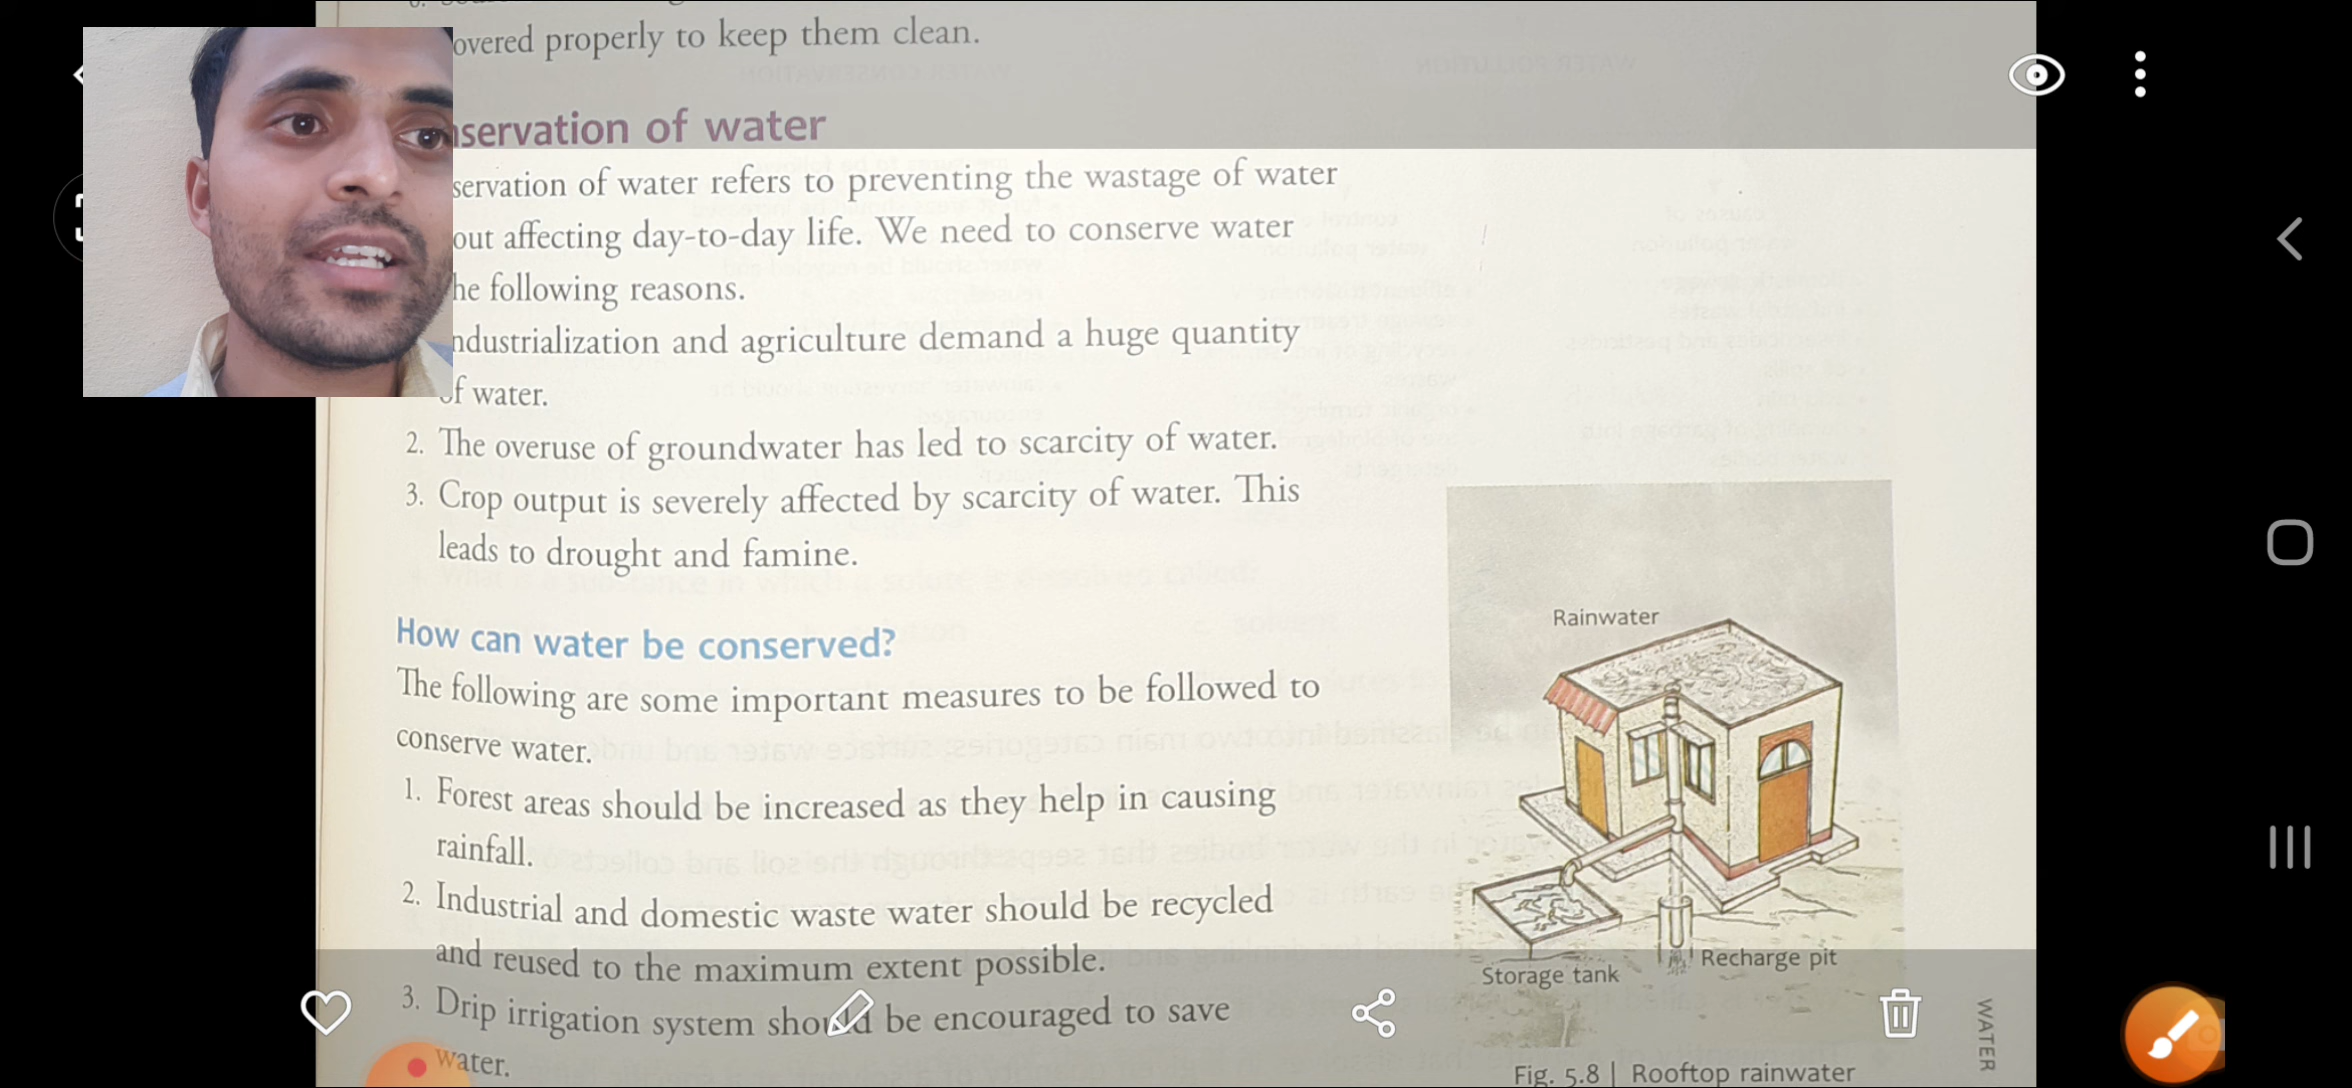 overed properly to keep them clean.
nservation of water
servation of water refers to preventing the wastage of water
out affecting day-to-day life. We need to conserve water
he following reasons.
ndustrialization and agriculture demand a huge quantity
of water.
2. The overuse of groundwater has led to scarcity of water.
3. Crop output is severely affected by scarcity of water. This
leads to drought and famine.
How can water be conserved?
The following are some important measures to be followed to
conserve water.
1. Forest areas should be increased as they help in causing
rainfall.
2. Industrial and domestic waste water should be recycled
and reused to the maximum extent possible.
3. Drip irrigation system should be encouraged to save
water.
Rainwater
Storage tank
Recharge pit
Fig. 5.8 | Rooftop rainwater
WATER